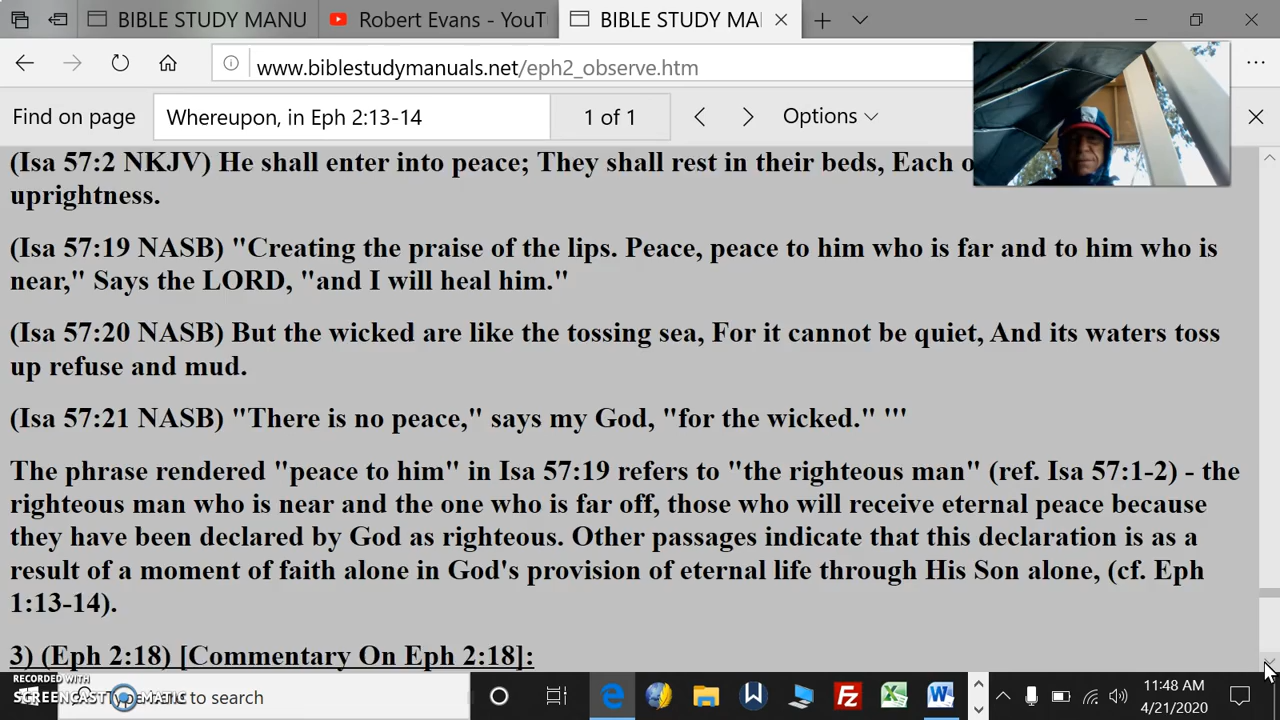 BIBLE STUDY MANU
Robert Evans - YouT
BIBLE STUDY MA
www.biblestudymanuals.net/eph2_observe.htm
Find on page
Whereupon, in Eph 2:13-14
1 of 1
Options
(Isa 57:2 NKJV) He shall enter into peace; They shall rest in their beds, Each o
uprightness.
(Isa 57:19 NASB) "Creating the praise of the lips. Peace, peace to him who is far and to him who is
near," Says the LORD, "and I will heal him."
(Isa 57:20 NASB) But the wicked are like the tossing sea, For it cannot be quiet, And its waters toss
up refuse and mud.
(Isa 57:21 NASB) "There is no peace," says my God, "for the wicked." '"
The phrase rendered "peace to him" in Isa 57:19 refers to "the righteous man" (ref. Isa 57:1-2) - the
righteous man who is near and the one who is far off, those who will receive eternal peace because
they have been declared by God as righteous. Other passages indicate that this declaration is as a
result of a moment of faith alone in God's provision of eternal life through His Son alone, (cf. Eph
1:13-14).
3) (Eph 2:18) [Commentary On Eph 2:18]:
RECORDED WITH
SCREENCAST MATIC
Type here to search
11:48 AM
4/21/2020